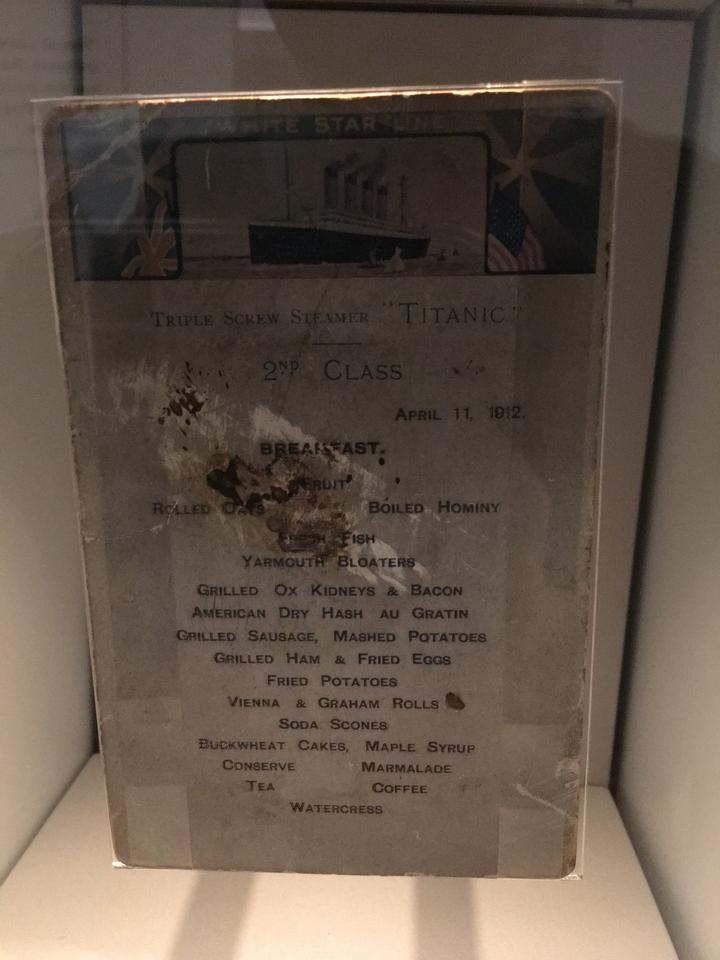 WHITE STAR LINE
TRIPLE SCREW STEAMER "TITANIC"
2ND CLASS
APRIL 11, 1912.
BREAKFAST.
FRUIT
ROLLED OATS BOILED HOMINY
FRESH FISH
YARMOUTH BLOATERS
GRILLED OX KIDNEYS & BACON
AMERICAN DRY HASH AU GRATIN
GRILLED SAUSAGE, MASHED POTATOES
GRILLED HAM & FRIED EGGS
FRIED POTATOES
VIENNA & GRAHAM ROLLS
SODA SCONES
BUCKWHEAT CAKES, MAPLE SYRUP
CONSERVE MARMALADE
TEA COFFEE
WATERCRESS